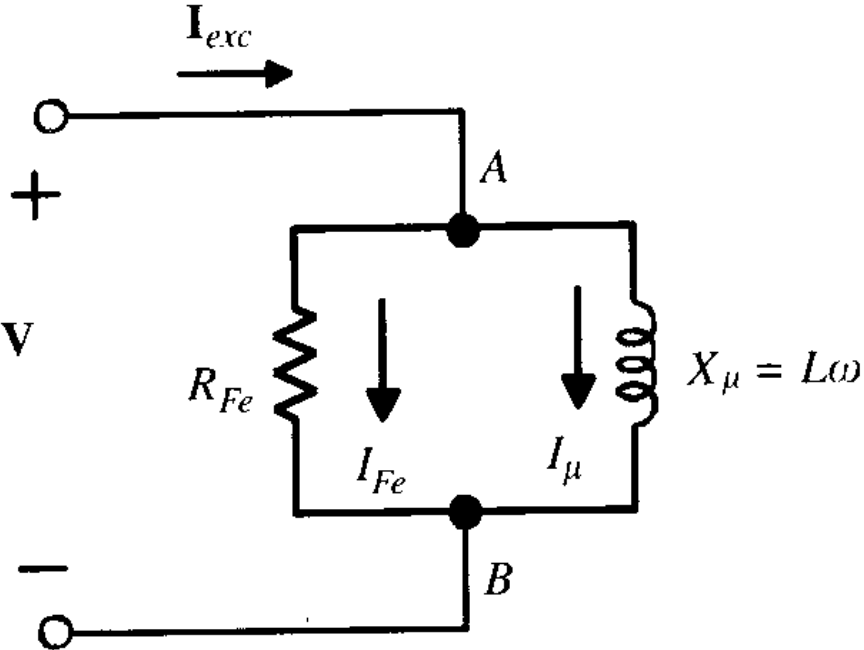 I_exc
A
+
V
R_Fe
X_μ = Lω
I_Fe
I_μ
−
B